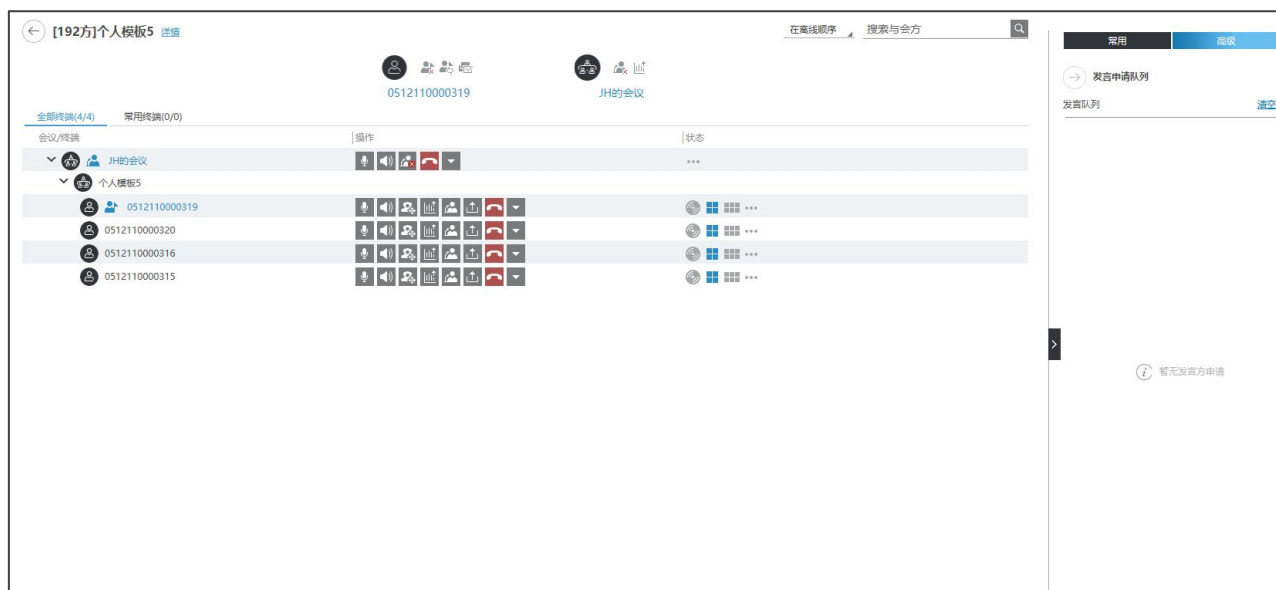 [192方]个人模板5 详情
在离线顺序 搜索与会方
0512110000319 JH的会议
全部终端(4/4) 常用终端(0/0)
会议/终端 操作 状态
JH的会议
个人模板5
0512110000319
0512110000320
0512110000316
0512110000315
常用 高级
发言申请队列
发言队列 清空
暂无发言方申请